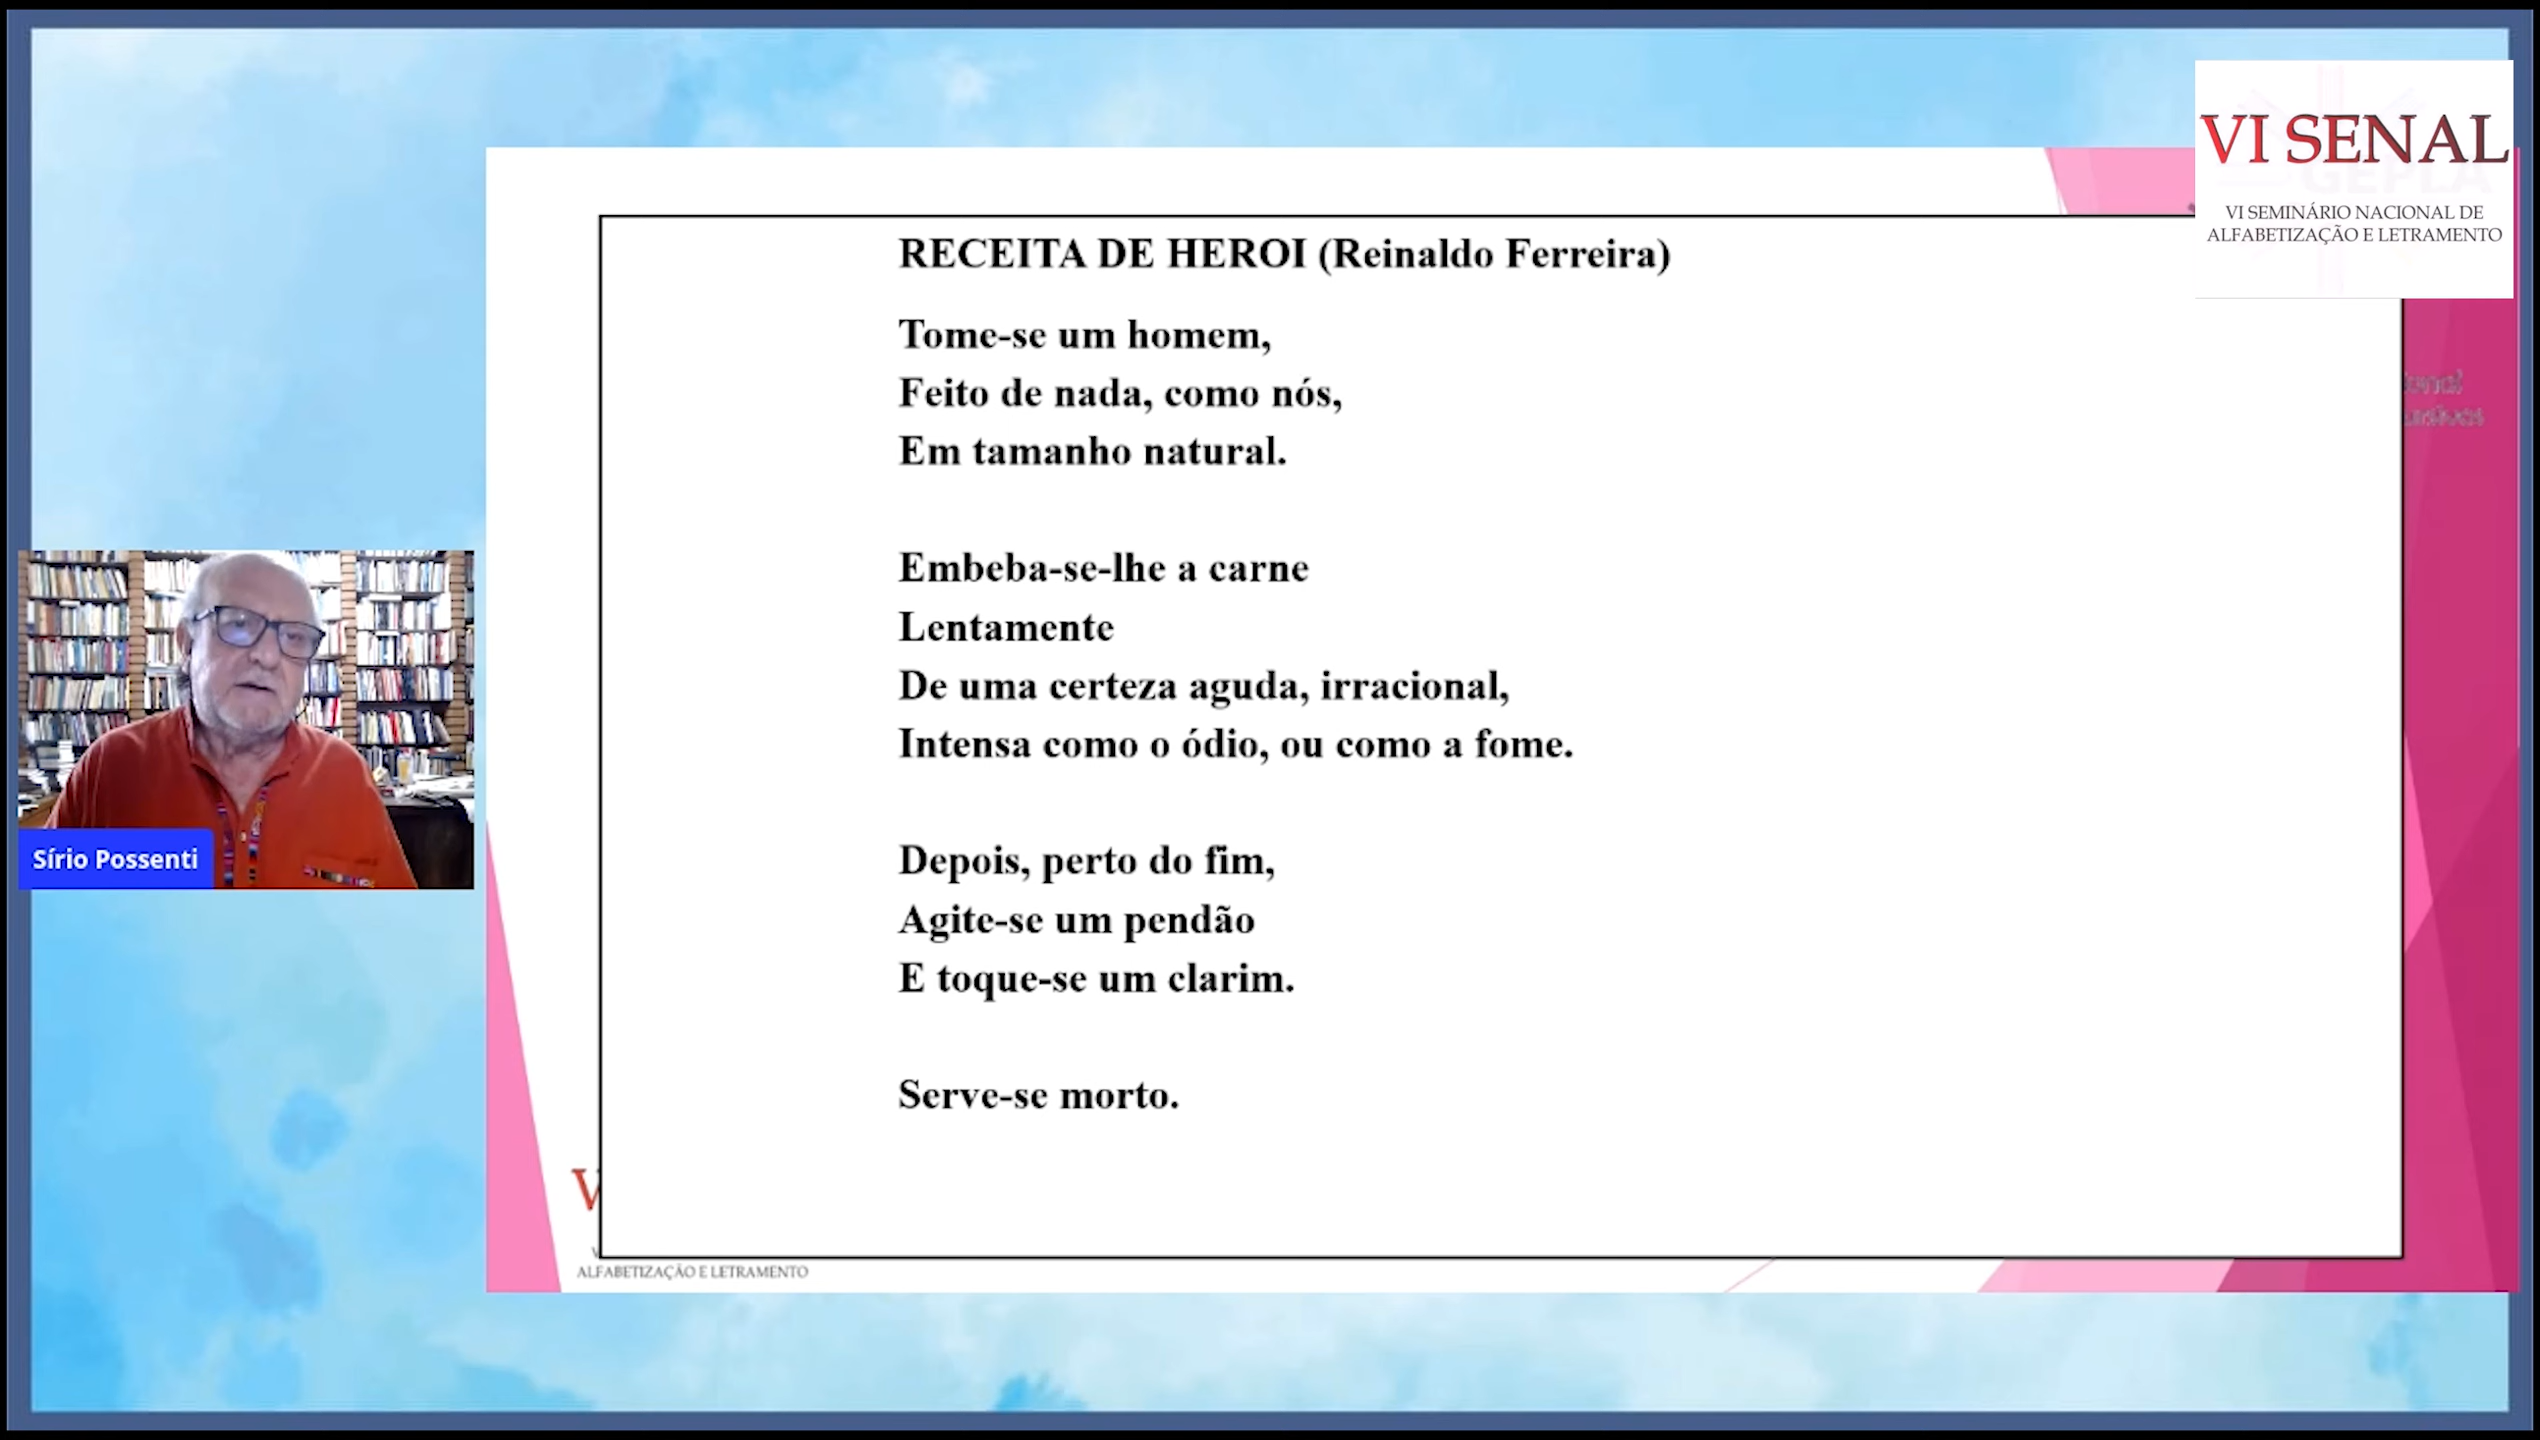 VI SENAL
VI SEMINÁRIO NACIONAL DE
ALFABETIZAÇÃO E LETRAMENTO
RECEITA DE HEROI (Reinaldo Ferreira)
Tome-se um homem,
Feito de nada, como nós,
Em tamanho natural.
Embeba-se-lhe a carne
Lentamente
De uma certeza aguda, irracional,
Intensa como o ódio, ou como a fome.
Depois, perto do fim,
Agite-se um pendão
E toque-se um clarim.
Serve-se morto.
Sírio Possenti
V
V
ALFABETIZAÇÃO E LETRAMENTO